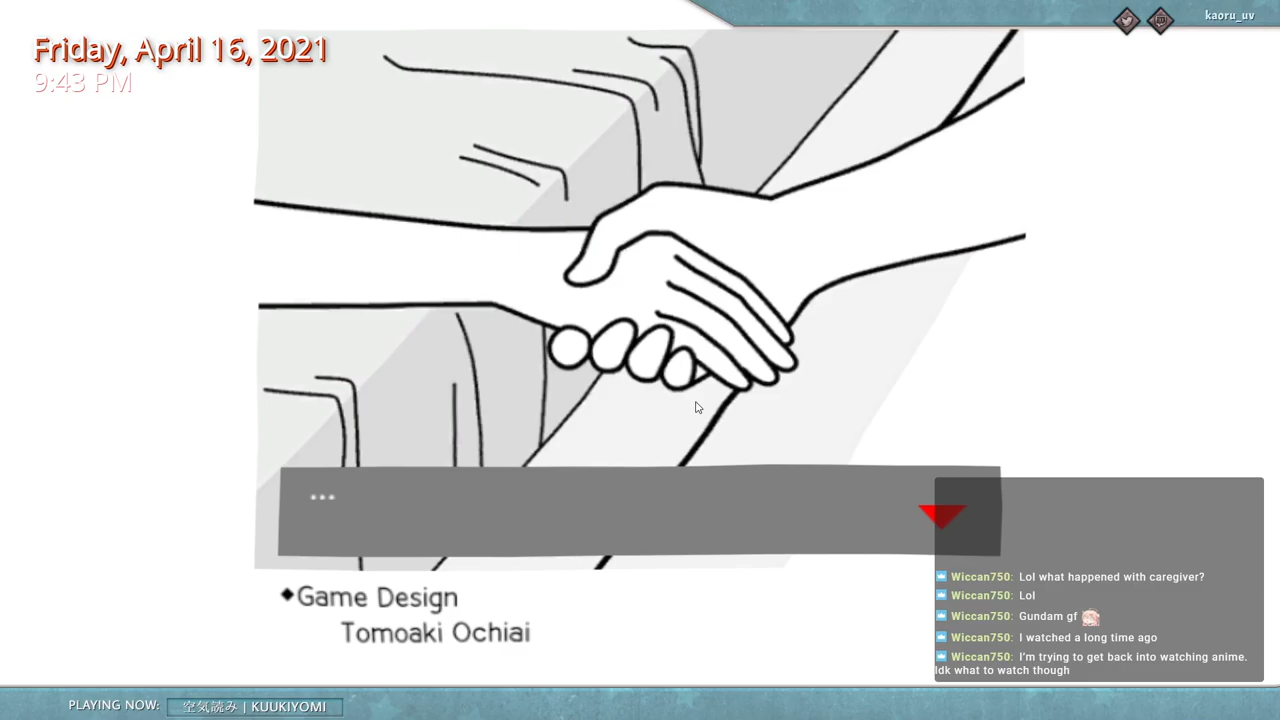 kaoru_uv
Friday, April 16, 2021
9:43 PM
...
◆Game Design
Tomoaki Ochiai
Wiccan750: Lol what happened with caregiver?
Wiccan750: Lol
Wiccan750: Gundam gf
Wiccan750: I watched a long time ago
Wiccan750: I'm trying to get back into watching anime.
Idk what to watch though
PLAYING NOW: 空気読み | KUUKIYOMI